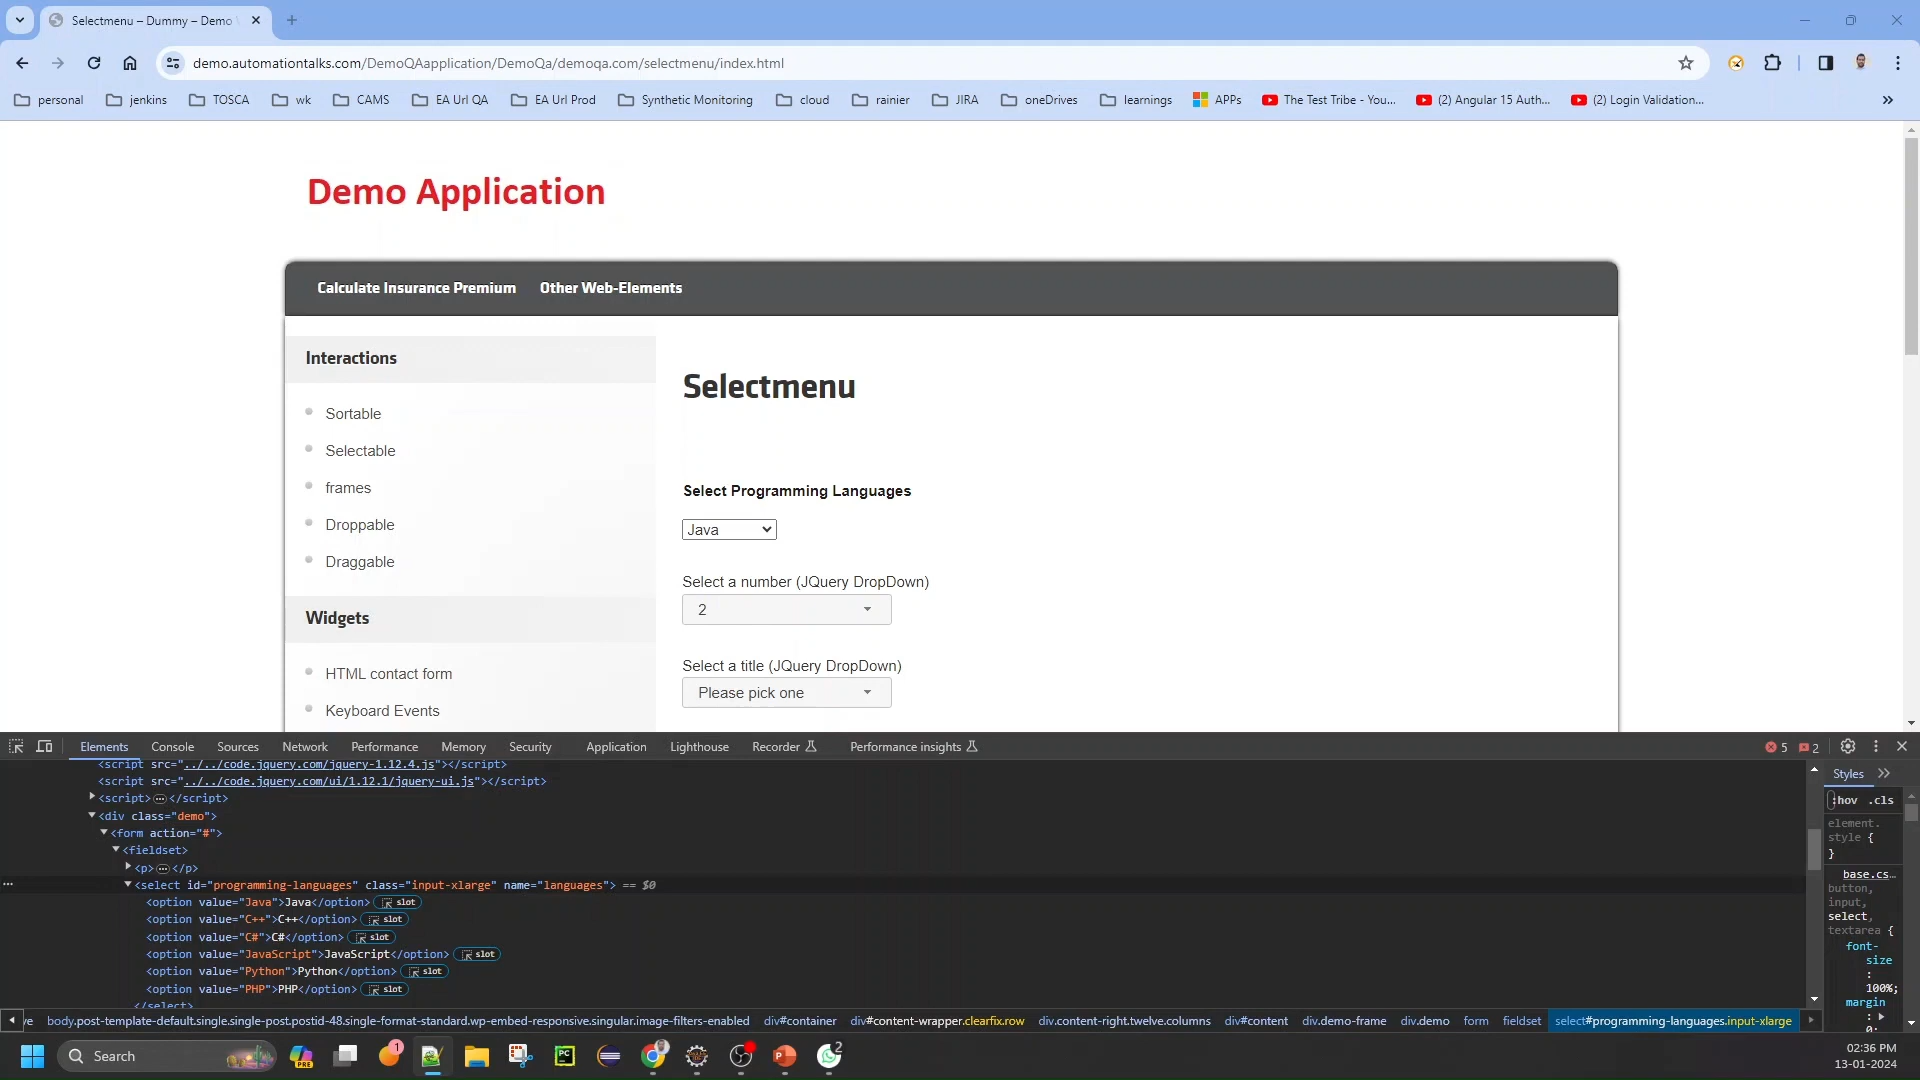 Selectmenu – Dummy – Demo
demo.automationtalks.com/DemoQAapplication/DemoQa/demoqa.com/selectmenu/index.html
personal jenkins TOSCA wk CAMS EA Url QA EA Url Prod Synthetic Monitoring cloud rainier JIRA oneDrives learnings APPs The Test Tribe - You... (2) Angular 15 Auth... (2) Login Validation...
Demo Application
Calculate Insurance Premium Other Web-Elements
Interactions
Sortable
Selectable
frames
Droppable
Draggable
Widgets
HTML contact form
Keyboard Events
Selectmenu
Select Programming Languages
Java
Select a number (JQuery DropDown)
2
Select a title (JQuery DropDown)
Please pick one
Elements Console Sources Network Performance Memory Security Application Lighthouse Recorder Performance insights 5 2
<script src="../../code.jquery.com/jquery-1.12.4.js"></script>
<script src="../../code.jquery.com/ui/1.12.1/jquery-ui.js"></script>
<script>…</script>
<div class="demo">
<form action="#">
<fieldset>
<p>…</p>
<select id="programming-languages" class="input-xlarge" name="languages"> == $0
<option value="Java">Java</option> slot
<option value="C++">C++</option> slot
<option value="C#">C#</option> slot
<option value="JavaScript">JavaScript</option> slot
<option value="Python">Python</option> slot
<option value="PHP">PHP</option> slot
</select>
Styles
:hov .cls
element.
style {
}
base.cs…
button,
input,
select,
textarea {
font-
size
:
100%;
margin
:
0;
ve body.post-template-default.single.single-post.postid-48.single-format-standard.wp-embed-responsive.singular.image-filters-enabled div#container div#content-wrapper.clearfix.row div.content-right.twelve.columns div#content div.demo-frame div.demo form fieldset select#programming-languages.input-xlarge
Search
PRE
1
PC
P
2
02:36 PM
13-01-2024